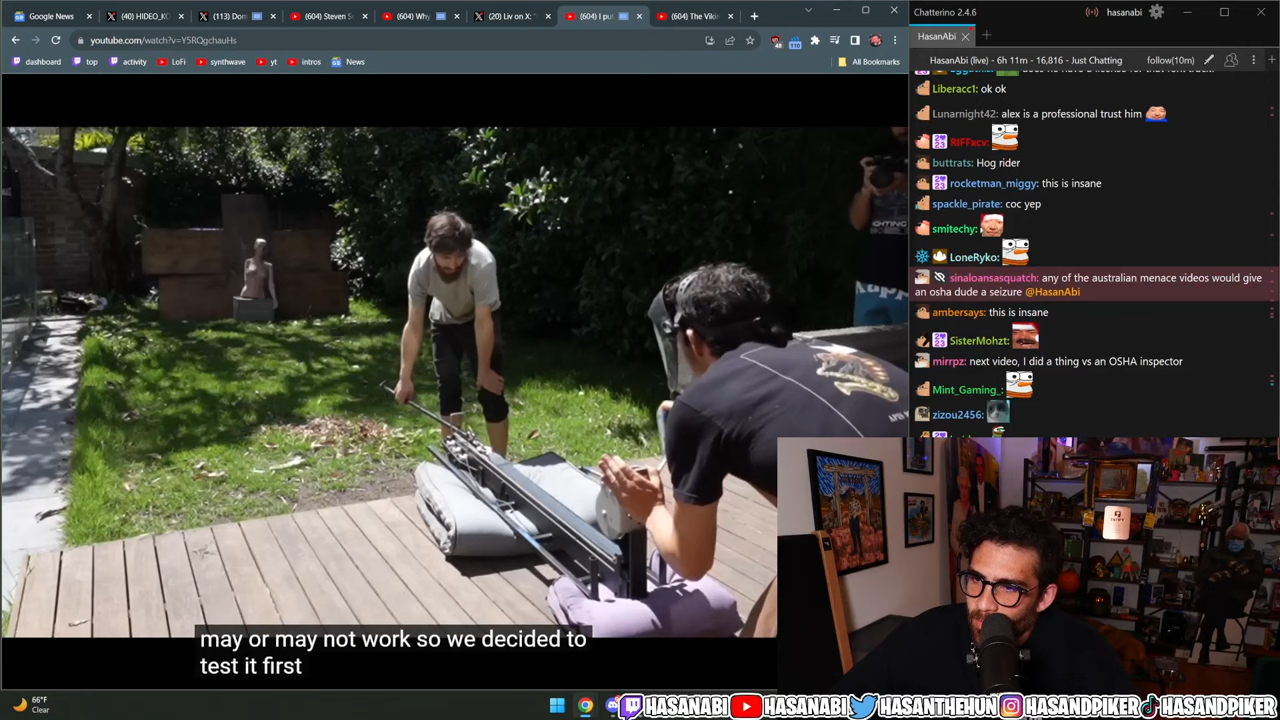 (40) HIDEO_KO
(113) Dom
(604) Steven S
(604) Why
(20) Liv on X: "
(604) I put
(604) The Vikin
youtube.com/watch?v=Y5RQgchauHs
Google News
dashboard
top
activity
LoFi
synthwave
yt
intros
News
All Bookmarks
may or may not work so we decided to
test it first
66°F
Clear
Chatterino 2.4.6
hasanabi
HasanAbi
HasanAbi (live) - 6h 11m - 16,816 - Just Chatting
follow(10m)
Liberacc1: ok ok
Lunarnight42: alex is a professional trust him
RIFFxcv:
buttrats: Hog rider
rocketman_miggy: this is insane
spackle_pirate: coc yep
smitechy:
LoneRyko:
sinaloansasquatch: any of the australian menace videos would give
an osha dude a seizure @HasanAbi
ambersays: this is insane
SisterMohzt:
mirrpz: next video, I did a thing vs an OSHA inspector
Mint_Gaming_:
zizou2456:
HASANABI HASANABI HASANTHEHUN HASANDPIKER HASANDPIKER